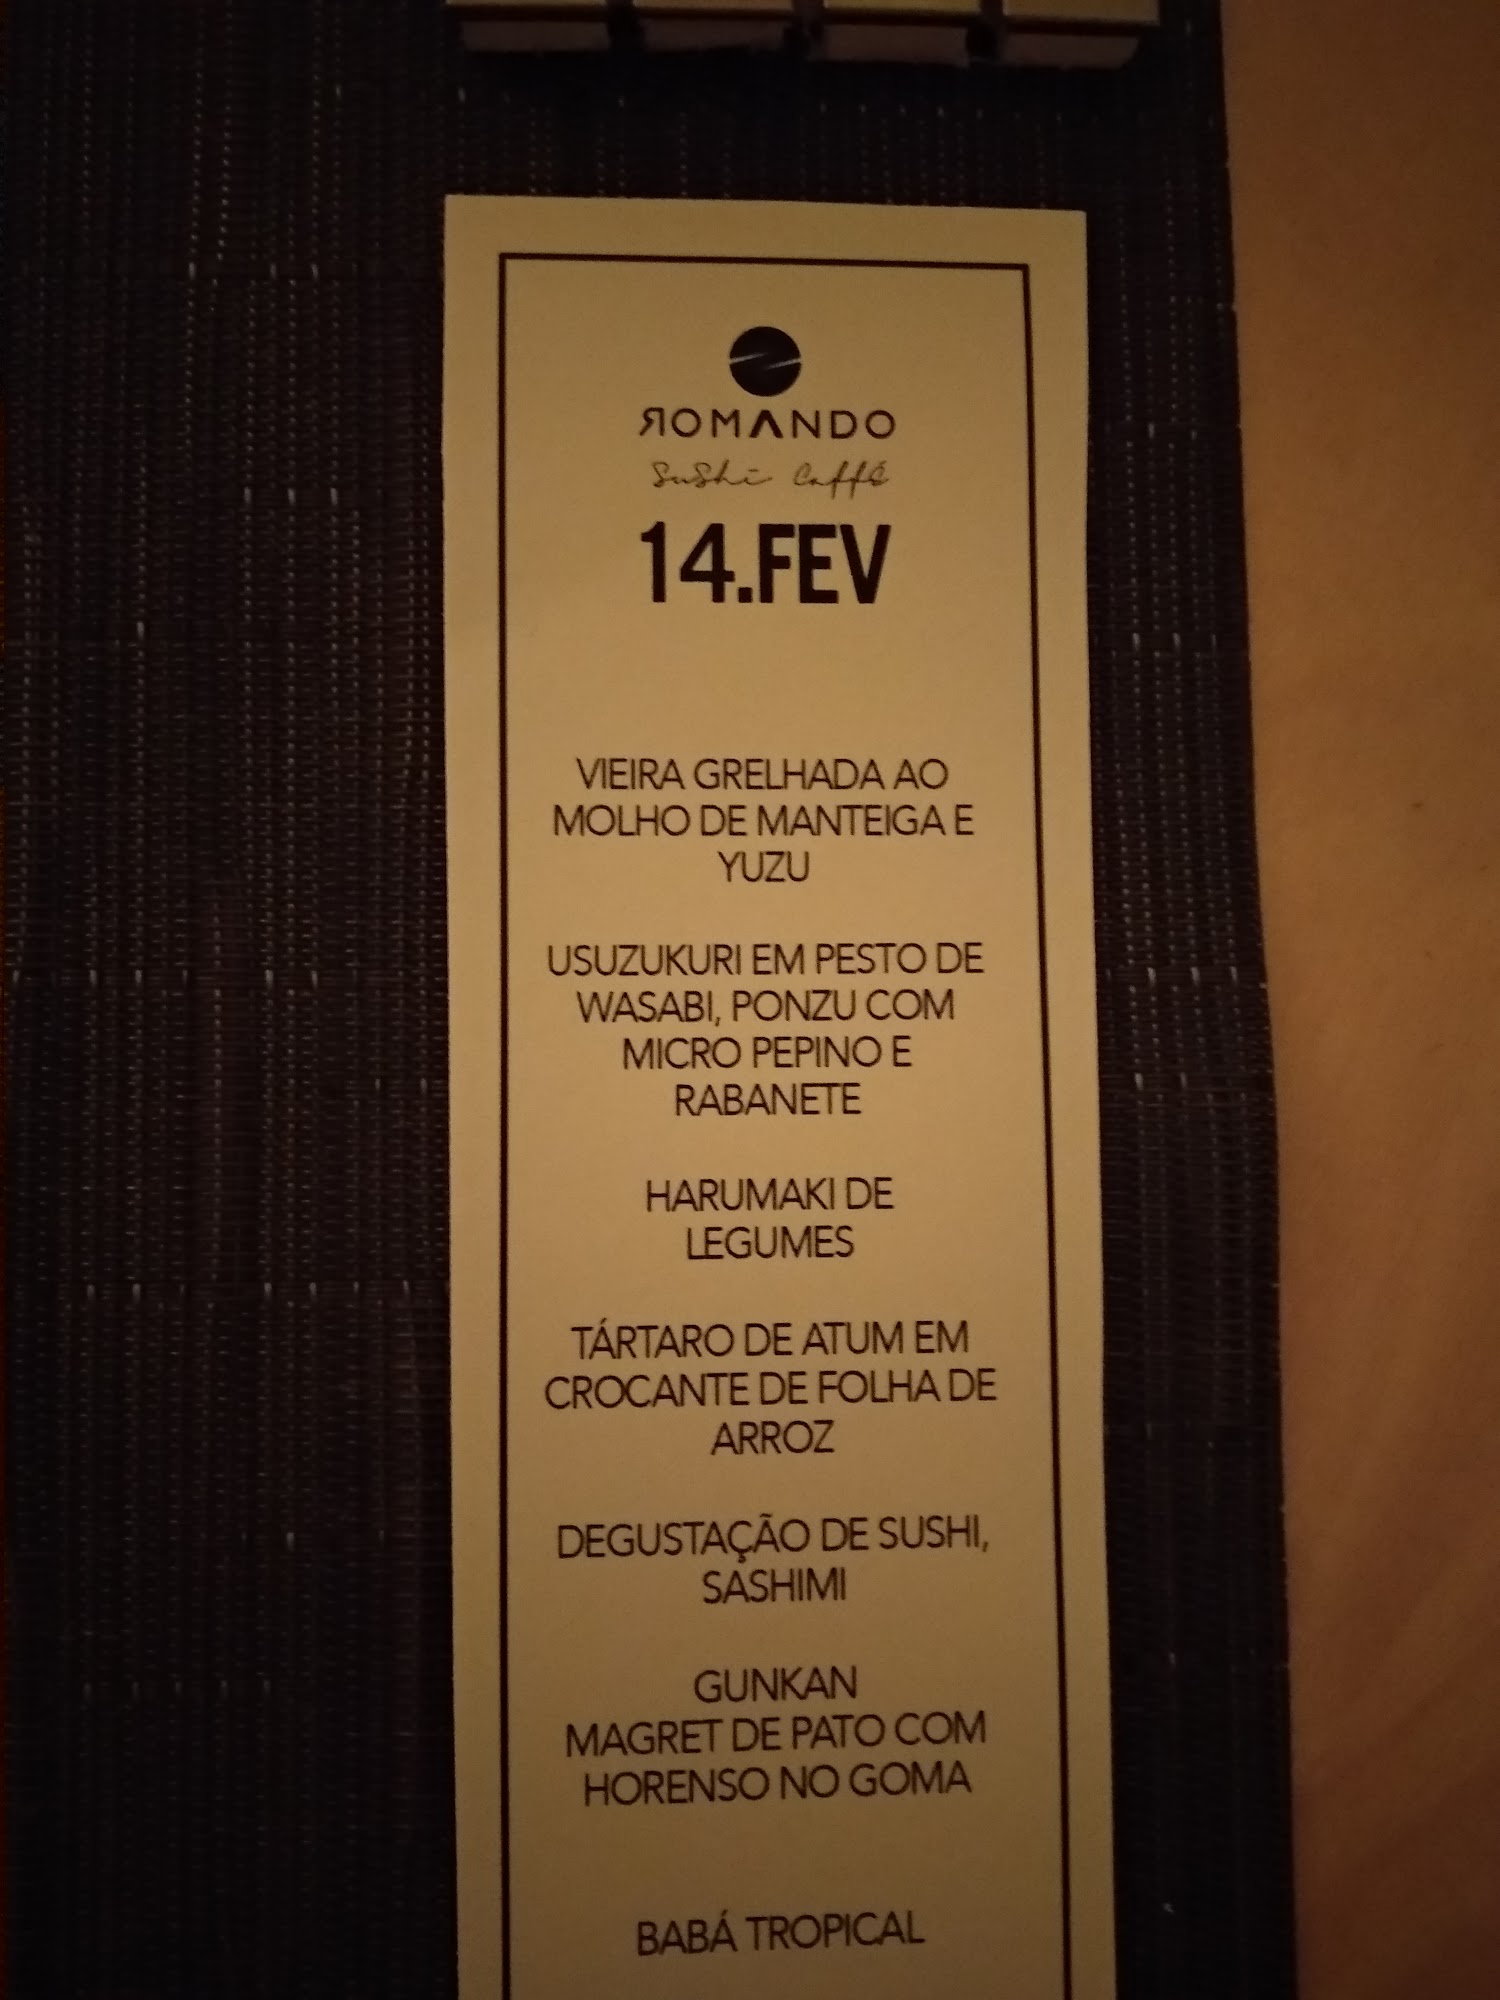 ROMANDO
Sushi Caffé
14.FEV
VIEIRA GRELHADA AO
MOLHO DE MANTEIGA E
YUZU
USUZUKURI EM PESTO DE
WASABI, PONZU COM
MICRO PEPINO E
RABANETE
HARUMAKI DE
LEGUMES
TÁRTARO DE ATUM EM
CROCANTE DE FOLHA DE
ARROZ
DEGUSTAÇÃO DE SUSHI,
SASHIMI
GUNKAN
MAGRET DE PATO COM
HORENSO NO GOMA
BABÁ TROPICAL